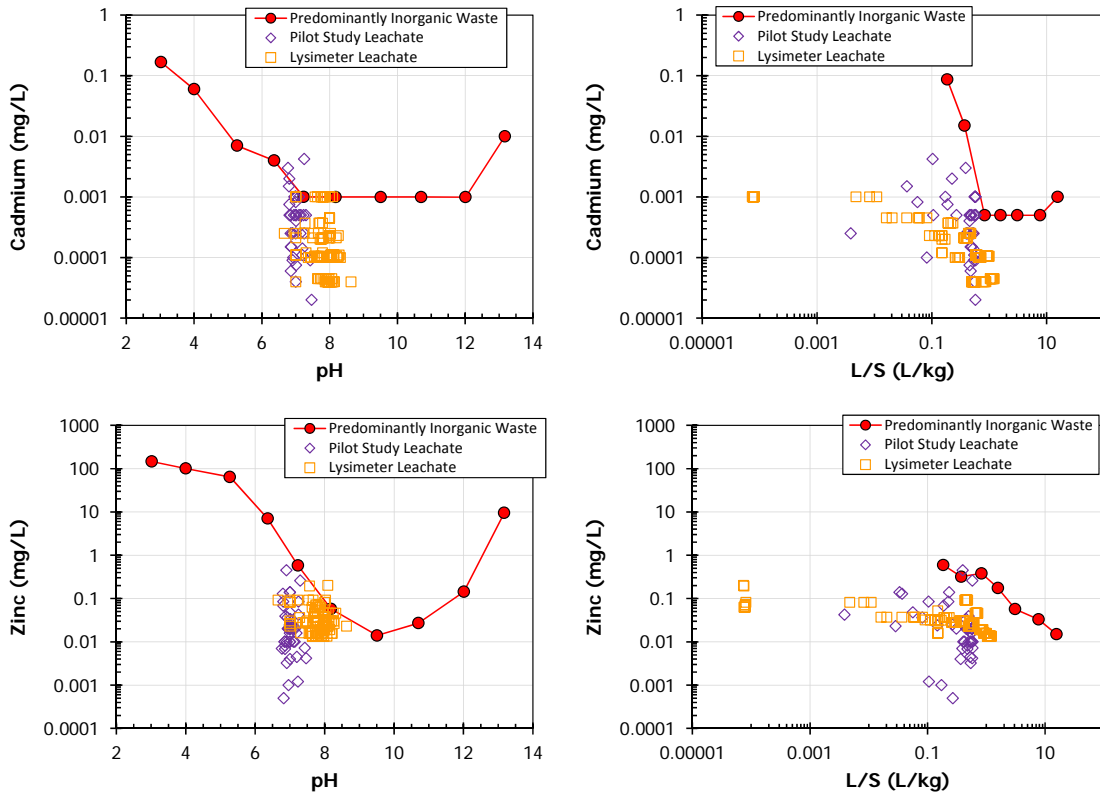 Predominantly Inorganic Waste
Pilot Study Leachate
Lysimeter Leachate
Cadmium (mg/L)
1
0.1
0.01
0.001
0.0001
0.00001
2 4 6 8 10 12 14
pH
Predominantly Inorganic Waste
Pilot Study Leachate
Lysimeter Leachate
Cadmium (mg/L)
1
0.1
0.01
0.001
0.0001
0.00001
0.00001 0.001 0.1 10
L/S (L/kg)
Predominantly Inorganic Waste
Pilot Study Leachate
Lysimeter Leachate
Zinc (mg/L)
1000
100
10
1
0.1
0.01
0.001
0.0001
2 4 6 8 10 12 14
pH
Predominantly Inorganic Waste
Pilot Study Leachate
Lysimeter Leachate
Zinc (mg/L)
1000
100
10
1
0.1
0.01
0.001
0.0001
0.00001 0.001 0.1 10
L/S (L/kg)